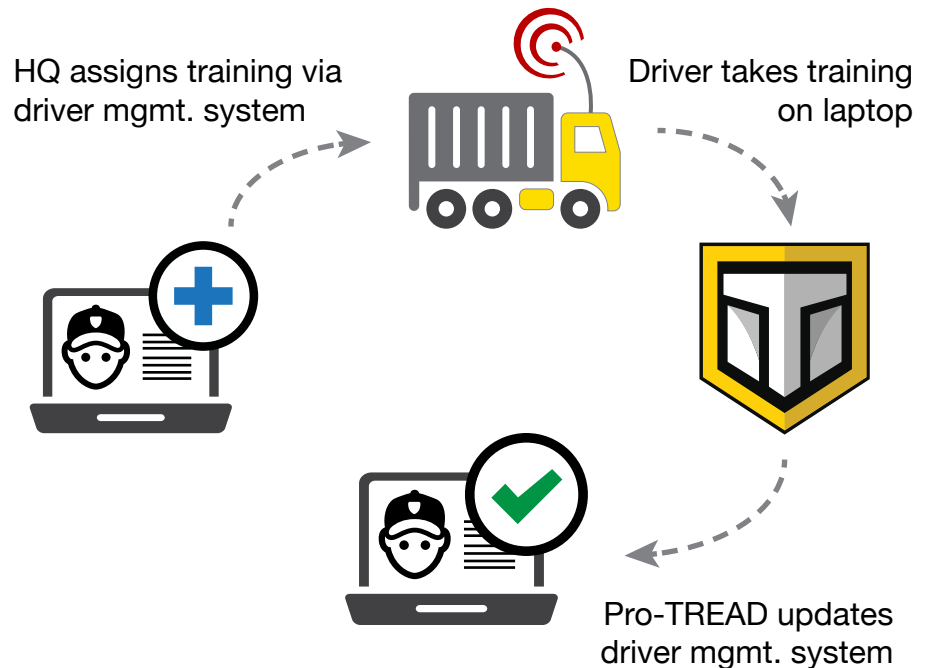 HQ assigns training via
driver mgmt. system
Driver takes training
on laptop
Pro-TREAD updates
driver mgmt. system